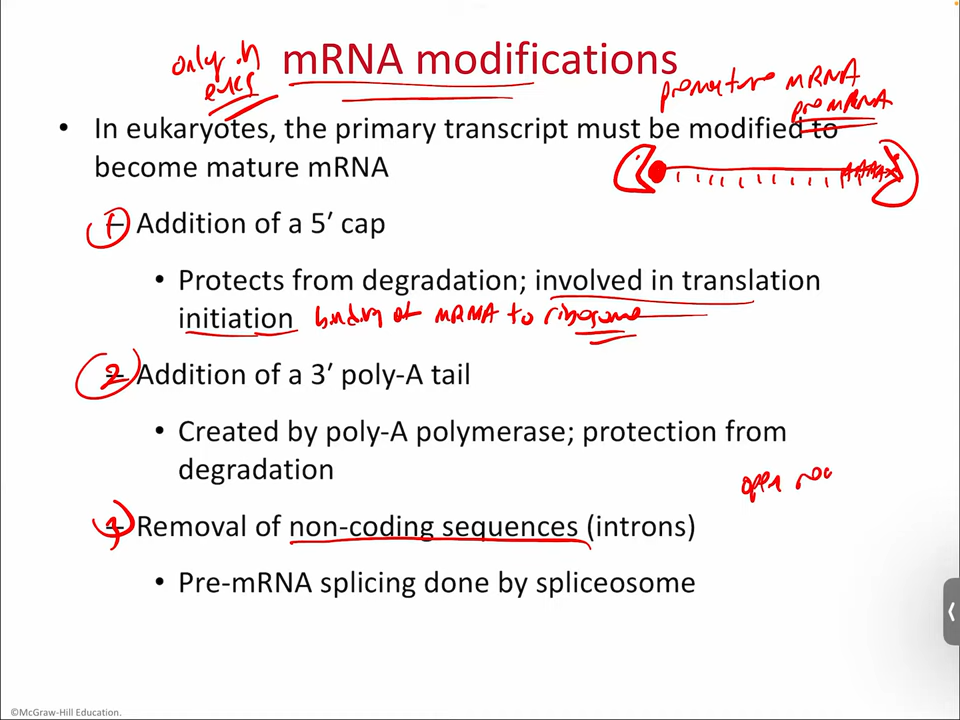 mRNA modifications
only in
euks
premature mRNA
pre mRNA
• In eukaryotes, the primary transcript must be modified to
become mature mRNA
AAAA
1
– Addition of a 5′ cap
• Protects from degradation; involved in translation
initiation binding of mRNA to ribosome
2
– Addition of a 3′ poly-A tail
• Created by poly-A polymerase; protection from
degradation
open rea
3
– Removal of non-coding sequences (introns)
• Pre-mRNA splicing done by spliceosome
©McGraw-Hill Education.